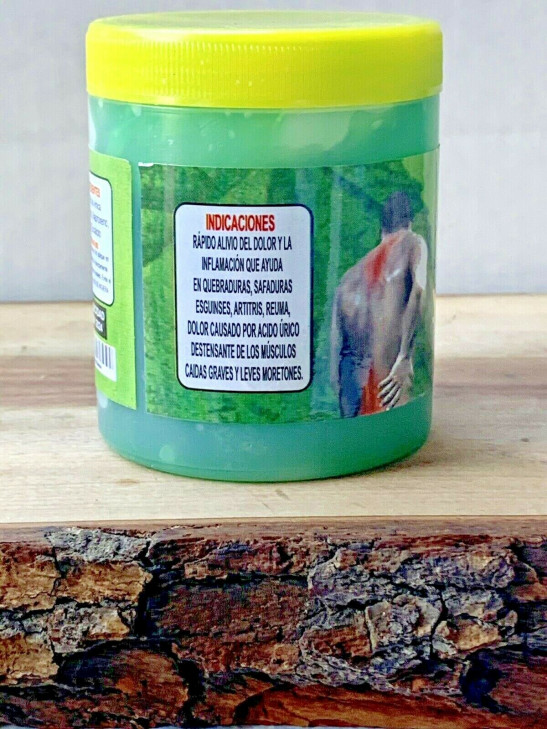 INDICACIONES
RÁPIDO ALIVIO DEL DOLOR Y LA
INFLAMACIÓN QUE AYUDA
EN QUEBRADURAS, SAFADURAS
ESGUINSES, ARTITRIS, REUMA,
DOLOR CAUSADO POR ACIDO ÚRICO
DESTENSANTE DE LOS MÚSCULOS
CAIDAS GRAVES Y LEVES MORETONES.